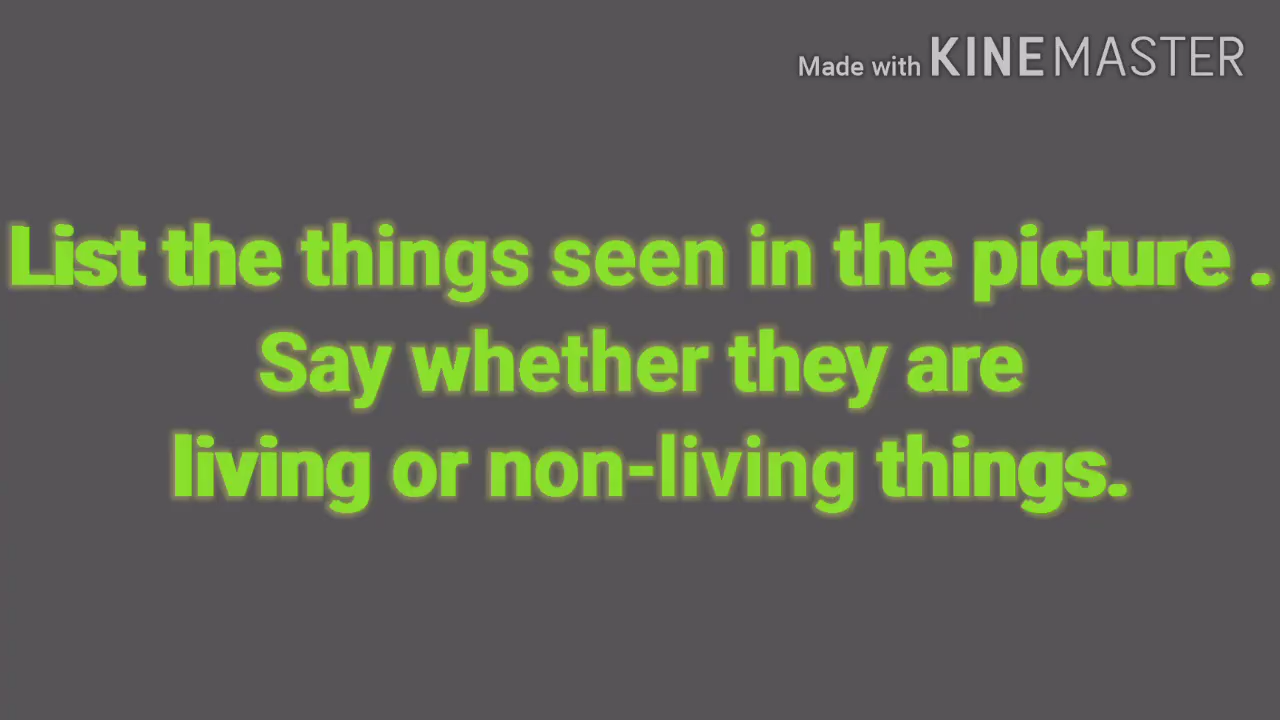 Made with KINEMASTER
List the things seen in the picture .
Say whether they are
living or non-living things.